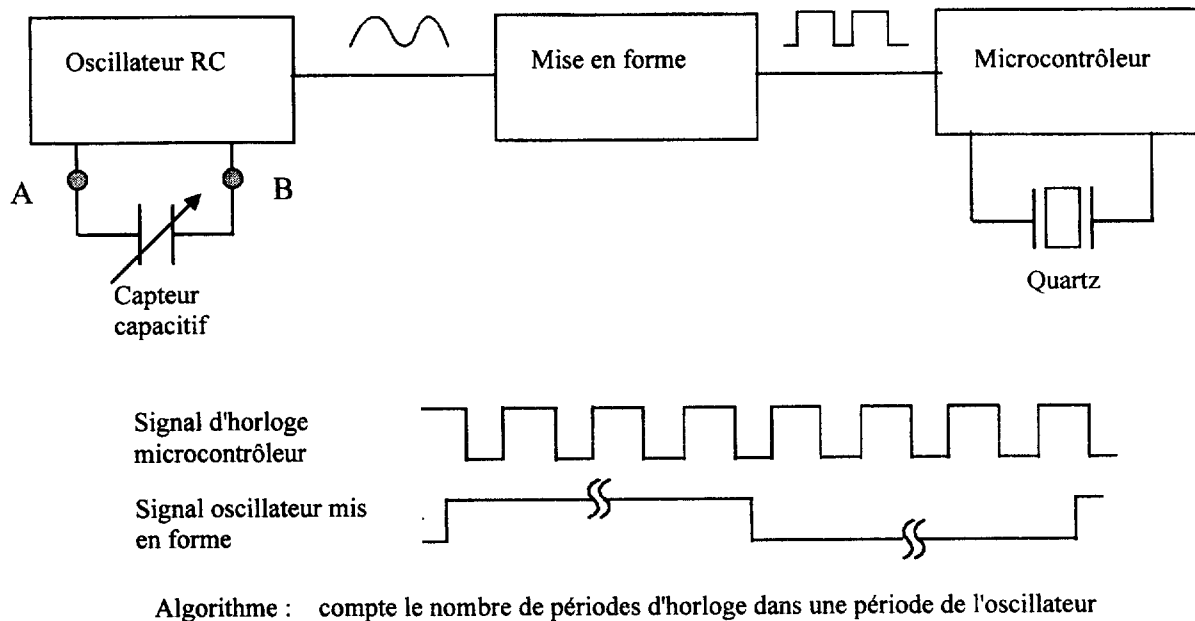 Oscillateur RC
Mise en forme
Microcontrôleur
A
B
Capteur
capacitif
Quartz
Signal d'horloge
microcontrôleur
Signal oscillateur mis
en forme
Algorithme : compte le nombre de périodes d'horloge dans une période de l'oscillateur